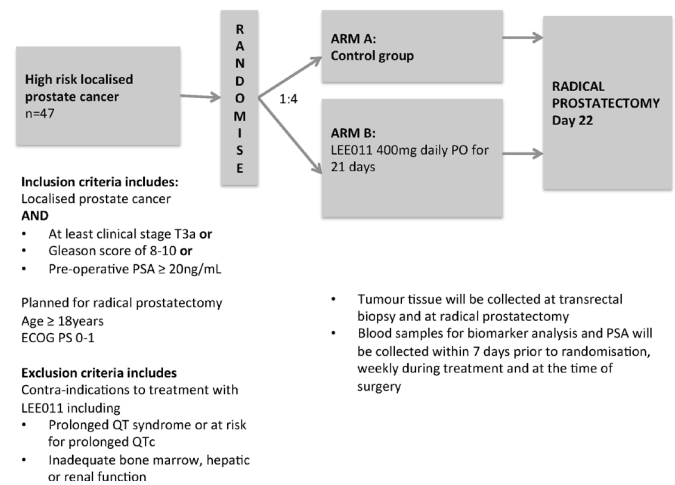 High risk localised
prostate cancer
n=47
R
A
N
D
O
M
I
S
E
1:4
ARM A:
Control group
ARM B:
LEE011 400mg daily PO for
21 days
RADICAL
PROSTATECTOMY
Day 22
Inclusion criteria includes:
Localised prostate cancer
AND
• At least clinical stage T3a or
• Gleason score of 8-10 or
• Pre-operative PSA ≥ 20ng/mL
Planned for radical prostatectomy
Age ≥ 18years
ECOG PS 0-1
Exclusion criteria includes
Contra-indications to treatment with
LEE011 including
• Prolonged QT syndrome or at risk
for prolonged QTc
• Inadequate bone marrow, hepatic
or renal function
• Tumour tissue will be collected at transrectal
biopsy and at radical prostatectomy
• Blood samples for biomarker analysis and PSA will
be collected within 7 days prior to randomisation,
weekly during treatment and at the time of
surgery